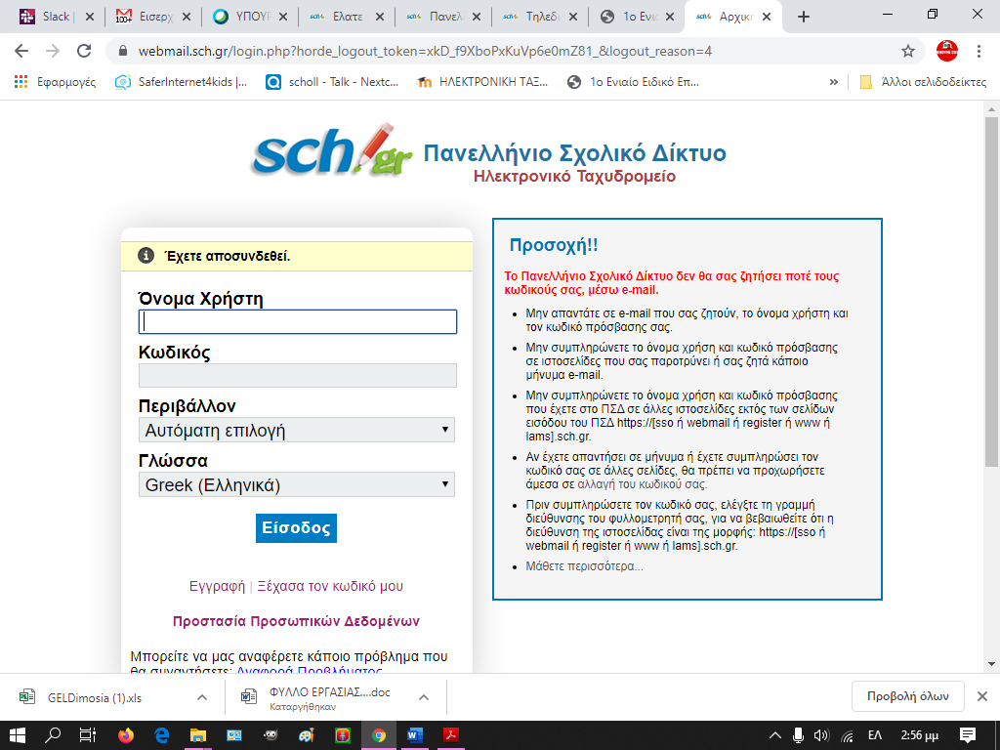 Slack |
Εισερχ
ΥΠΟΥΡ
Ελατε
Πανελ
Τηλεδι
1ο Ενι
Αρχικη
webmail.sch.gr/login.php?horde_logout_token=xkD_f9XboPxKuVp6e0mZ81_&logout_reason=4
Εφαρμογές
SaferInternet4kids |...
scholl - Talk - Nextc...
ΗΛΕΚΤΡΟΝΙΚΗ ΤΑΞ...
1ο Ενιαίο Ειδικό Επ...
»
Άλλοι σελιδοδείκτες
sch.gr
Πανελλήνιο Σχολικό Δίκτυο
Ηλεκτρονικό Ταχυδρομείο
Έχετε αποσυνδεθεί.
Όνομα Χρήστη
Κωδικός
Περιβάλλον
Αυτόματη επιλογή
Γλώσσα
Greek (Ελληνικά)
Είσοδος
Εγγραφή | Ξέχασα τον κωδικό μου
Προστασία Προσωπικών Δεδομένων
Μπορείτε να μας αναφέρετε κάποιο πρόβλημα που
θα συναντήσετε: Αναφορά Προβλήματος
Προσοχή!!
Το Πανελλήνιο Σχολικό Δίκτυο δεν θα σας ζητήσει ποτέ τους
κωδικούς σας, μέσω e-mail.
• Μην απαντάτε σε e-mail που σας ζητούν, το όνομα χρήστη και
τον κωδικό πρόσβασης σας.
• Μην συμπληρώνετε το όνομα χρήση και κωδικό πρόσβασης
σε ιστοσελίδες που σας παροτρύνει ή σας ζητά κάποιο
μήνυμα e-mail.
• Μην συμπληρώνετε το όνομα χρήση και κωδικό πρόσβασης
που έχετε στο ΠΣΔ σε άλλες ιστοσελίδες εκτός των σελίδων
εισόδου του ΠΣΔ https://[sso ή webmail ή register ή www ή
lams].sch.gr.
• Αν έχετε απαντήσει σε μήνυμα ή έχετε συμπληρώσει τον
κωδικό σας σε άλλες σελίδες, θα πρέπει να προχωρήσετε
άμεσα σε αλλαγή του κωδικού σας.
• Πριν συμπληρώσετε τον κωδικό σας, ελέγξτε τη γραμμή
διεύθυνσης του φυλλομετρητή σας, για να βεβαιωθείτε ότι η
διεύθυνση της ιστοσελίδας είναι της μορφής: https://[sso ή
webmail ή register ή www ή lams].sch.gr.
• Μάθετε περισσότερα...
GELDimosia (1).xls
ΦΥΛΛΟ ΕΡΓΑΣΙΑΣ....doc
Καταργήθηκαν
Προβολή όλων
ΕΛ
2:56 μμ